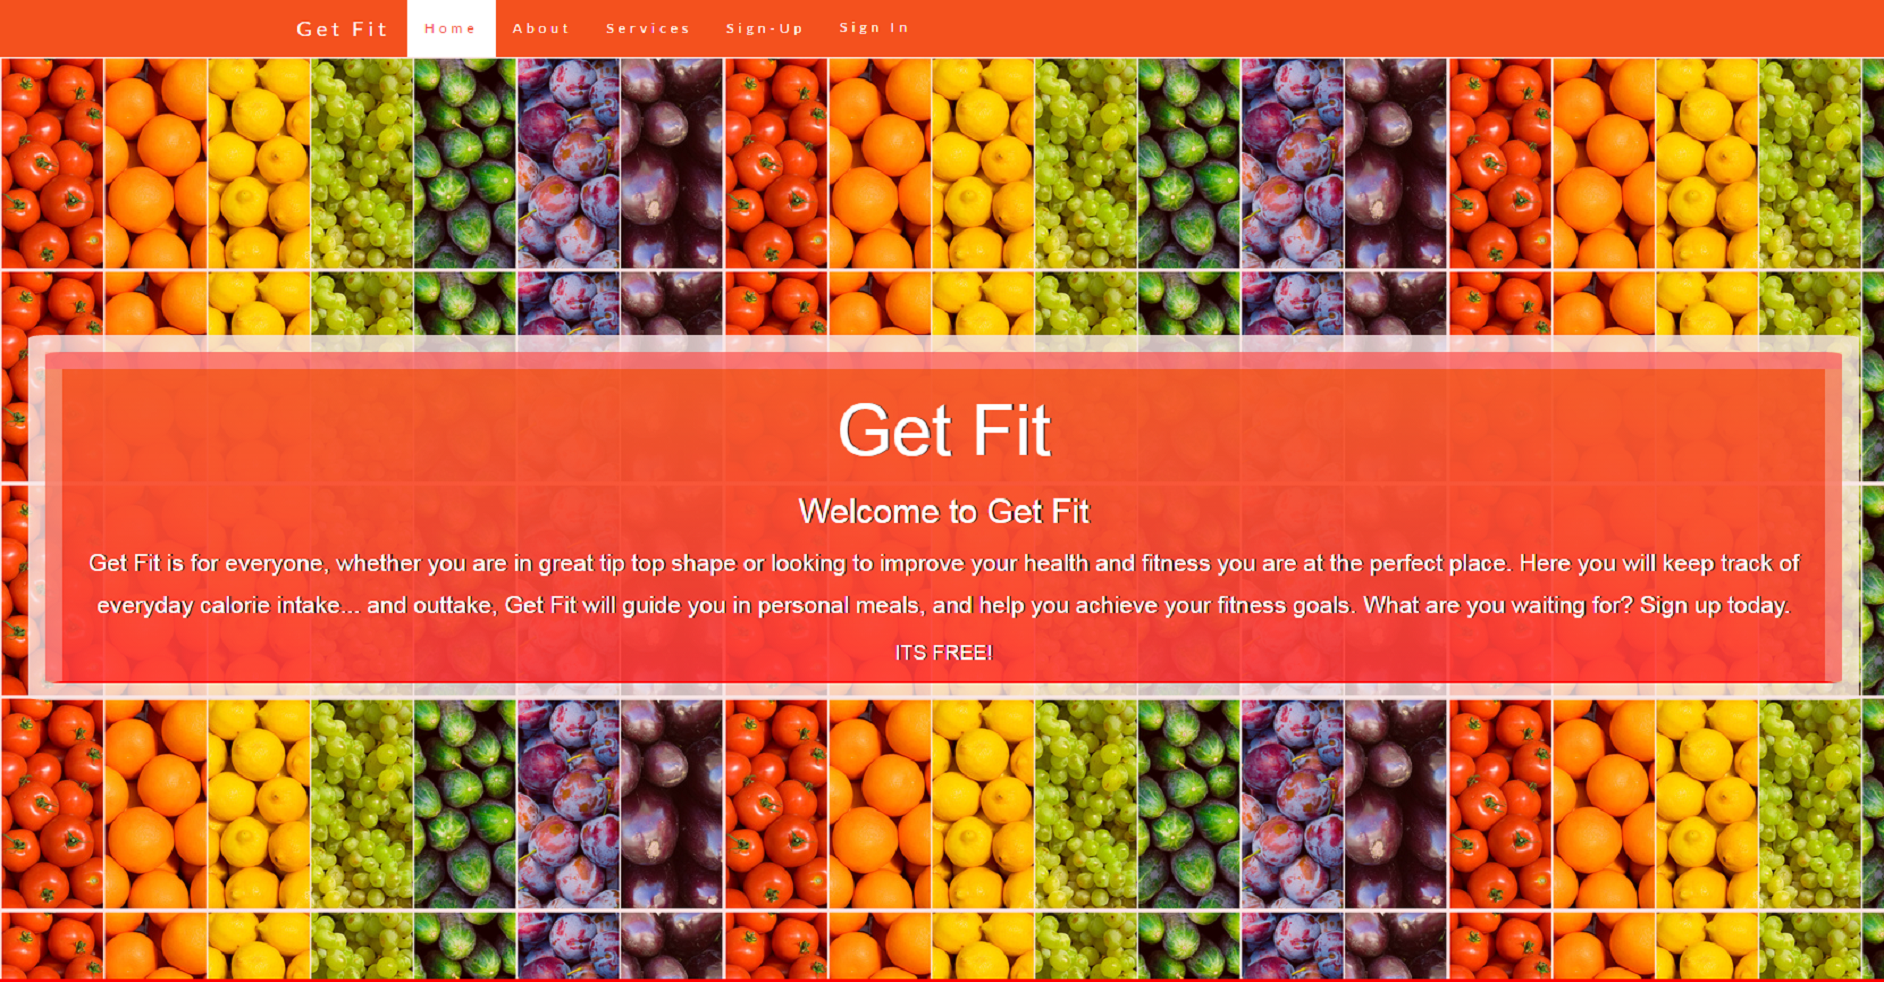 Get Fit Home About Services Sign-Up Sign In
Get Fit
Welcome to Get Fit
Get Fit is for everyone, whether you are in great tip top shape or looking to improve your health and fitness you are at the perfect place. Here you will keep track of
everyday calorie intake... and outtake, Get Fit will guide you in personal meals, and help you achieve your fitness goals. What are you waiting for? Sign up today.
ITS FREE!